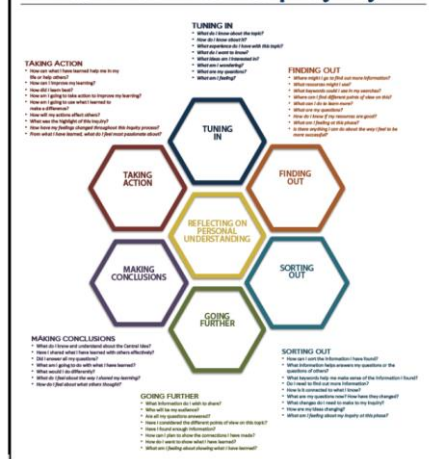 TUNING IN
• What do I know about the topic?
• How do I know about it?
• What experience do I have with this topic?
• What do I want to know?
• What ideas am I interested in?
• What am I wondering?
• What are my questions?
• What am I feeling?
TAKING ACTION
• How can what I have learned help me in my
life or help others?
• How can I improve my learning?
• How did I learn best?
• How am I going to take action to improve my learning?
• How am I going to use what I learned to
make a difference?
• How will my actions affect others?
• What was the highlight of this inquiry?
• How have my feelings changed throughout this inquiry process?
• From what I have learned, what do I feel most passionate about?
FINDING OUT
• Where might I go to find out more information?
• What resources might I use?
• What keywords could I use in my searches?
• Where can I find different points of view on this?
• What can I do to learn more?
• What are my questions?
• How do I know if my resources are good?
• What am I feeling at this phase?
• Is there anything I can do about the way I feel to be
more successful?
TUNING
IN
TAKING
ACTION
FINDING
OUT
REFLECTING ON
PERSONAL
UNDERSTANDING
MAKING
CONCLUSIONS
SORTING
OUT
GOING
FURTHER
MAKING CONCLUSIONS
• What do I know and understand about the Central Idea?
• Have I shared what I have learned with others effectively?
• Did I answer all my questions?
• What am I going to do with what I have learned?
• What would I do differently?
• What do I feel about the way I shared my learning?
• How do I feel about what others thought?
SORTING OUT
• How can I sort the information I have found?
• What information helps answers my questions or the
questions of others?
• What keywords help me make sense of the information I found?
• Do I need to find out more information?
• How is it connected to what I know?
• What are my questions now? How have they changed?
• What changes do I need to make to my inquiry?
• How are my ideas changing?
• What am I feeling about my inquiry at this phase?
GOING FURTHER
• What information do I wish to share?
• Who will be my audience?
• Are all my questions answered?
• Have I considered the different points of view on this topic?
• Have I found enough information?
• How can I plan to show the connections I have made?
• How do I want to show what I have learned?
• What am I feeling about showing what I have learned?